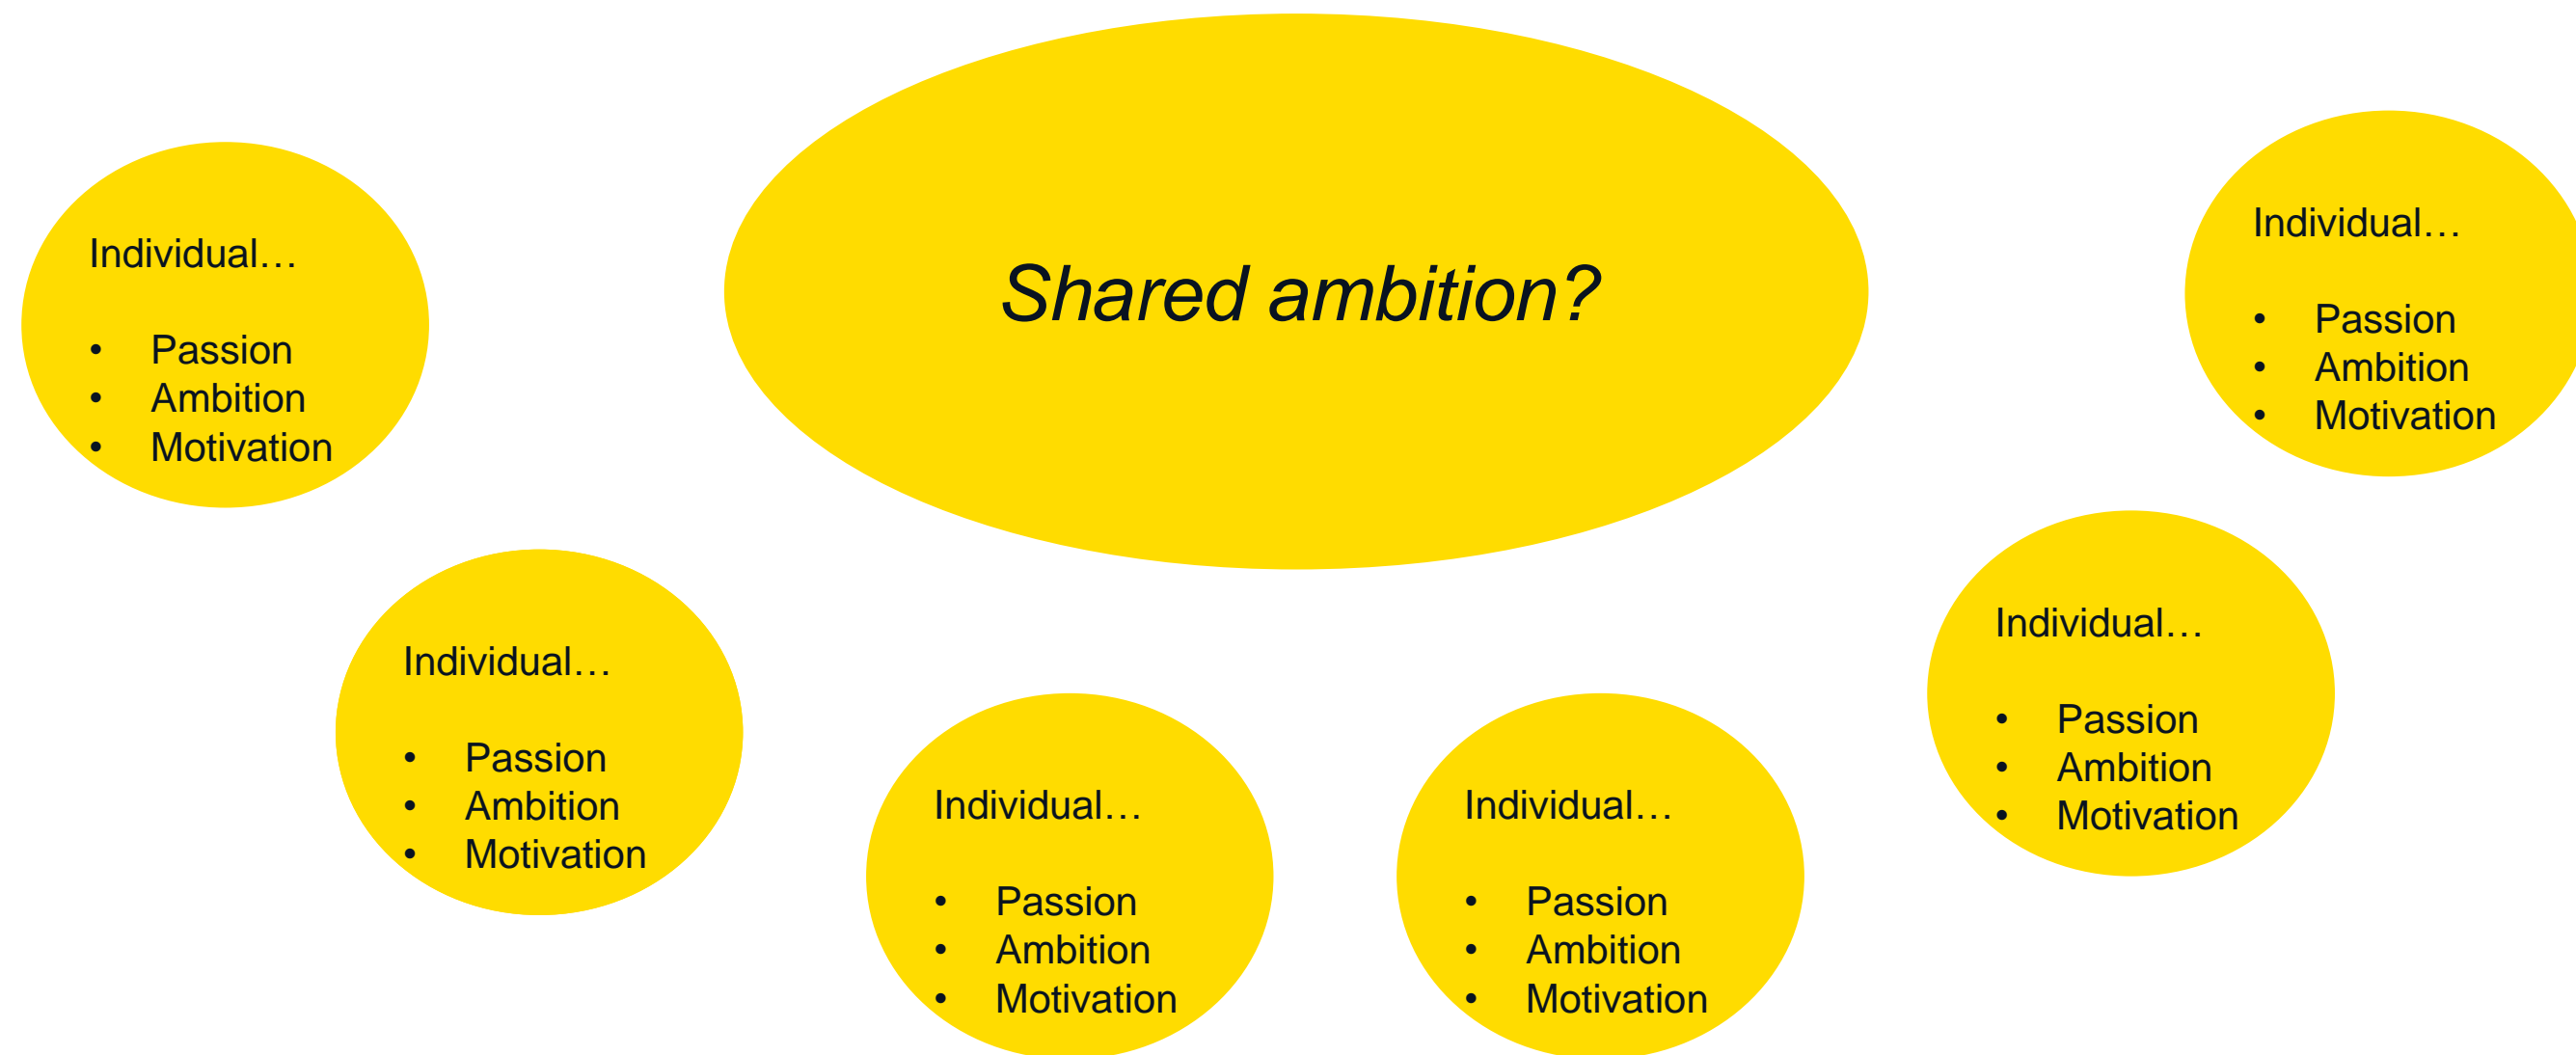 Shared ambition?
Individual…
• Passion
• Ambition
• Motivation
Individual…
• Passion
• Ambition
• Motivation
Individual…
• Passion
• Ambition
• Motivation
Individual…
• Passion
• Ambition
• Motivation
Individual…
• Passion
• Ambition
• Motivation
Individual…
• Passion
• Ambition
• Motivation